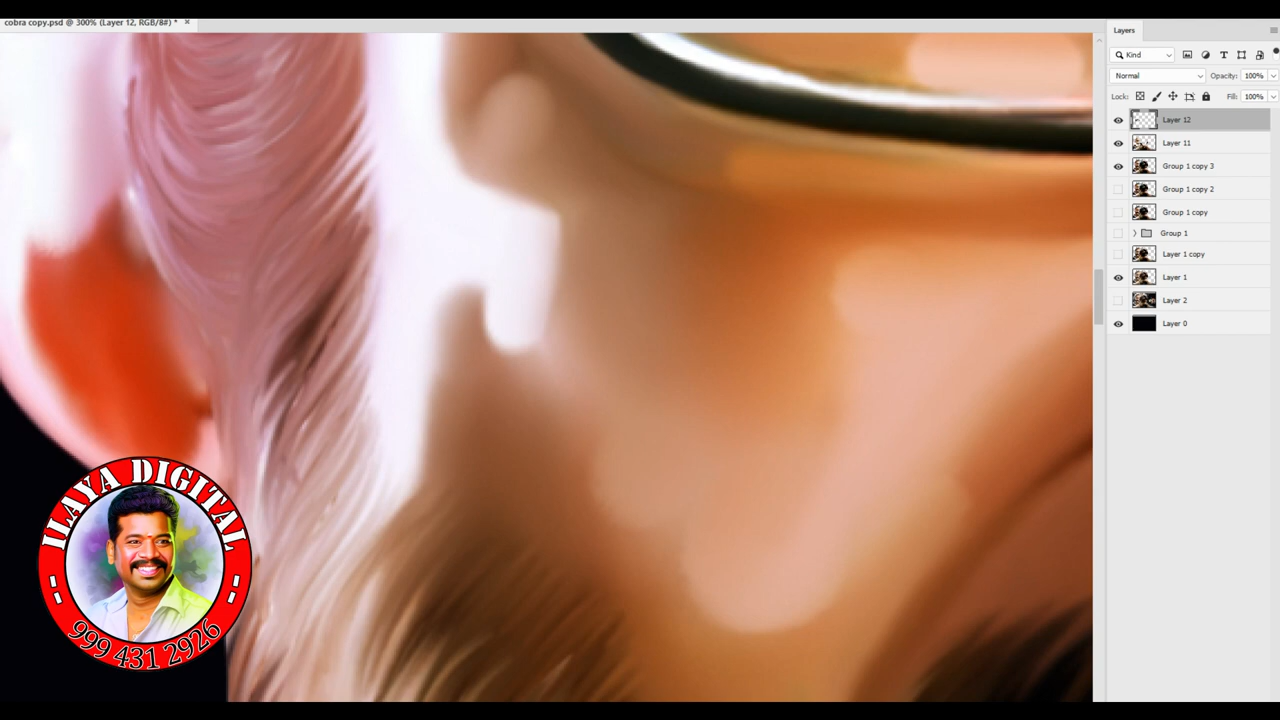 cobra copy.psd @ 300% (Layer 12, RGB/8#) * ×
Layers
Kind
Normal Opacity: 100%
Lock: Fill: 100%
Layer 12
Layer 11
Group 1 copy 3
Group 1 copy 2
Group 1 copy
Group 1
Layer 1 copy
Layer 1
Layer 2
Layer 0
ILAYA DIGITAL
999 431 2926